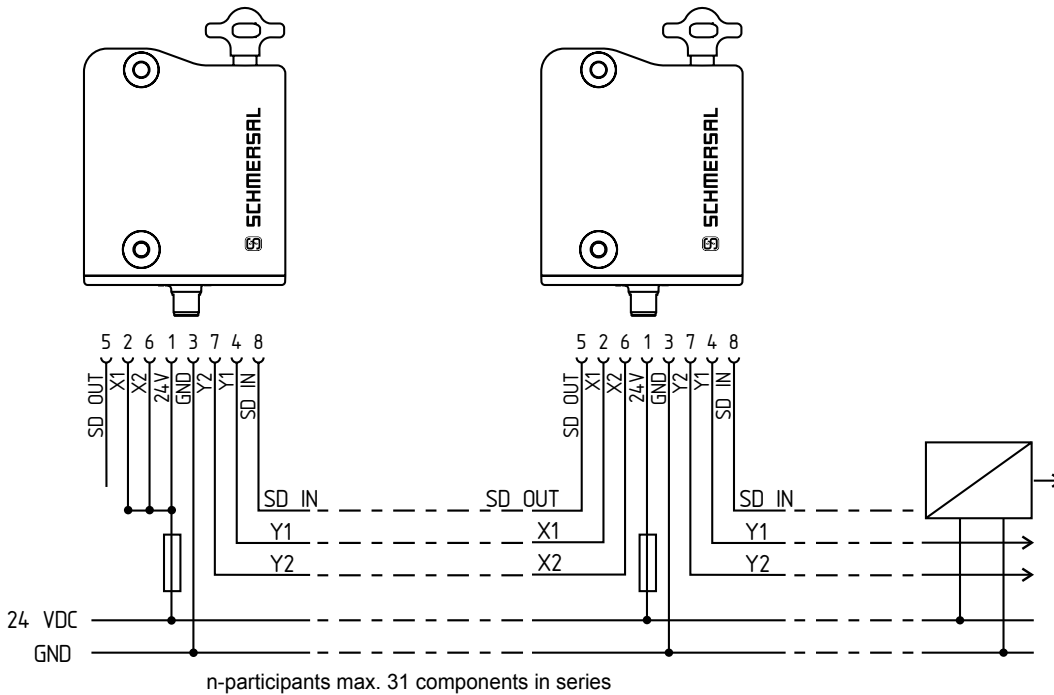 SCHMERSAL SCHMERSAL
5 2 6 1 3 7 4 8 5 2 6 1 3 7 4 8
SD OUT X1 X2 24V GND Y2 Y1 SD IN SD OUT X1 X2 24V GND Y2 Y1 SD IN
SD IN SD OUT SD IN
Y1 X1 Y1
Y2 X2 Y2
24 VDC
GND
n-participants max. 31 components in series